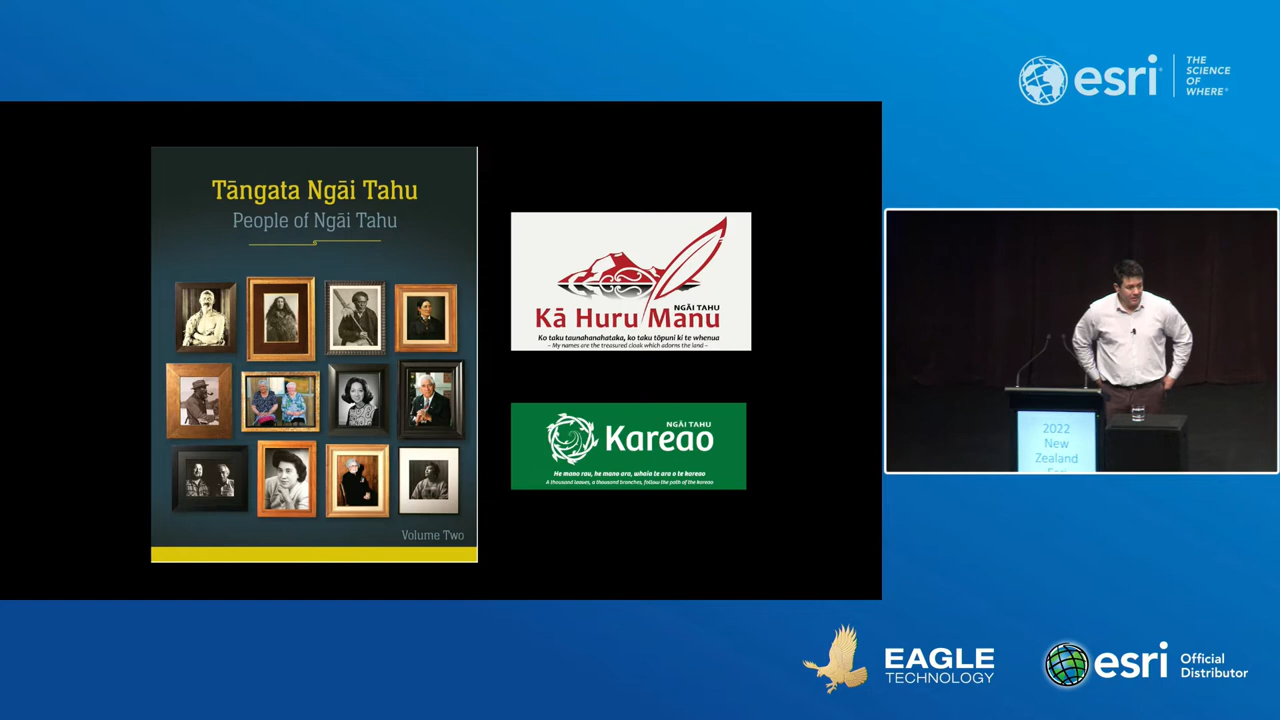 esri
THE
SCIENCE
OF
WHERE®
Tāngata Ngāi Tahu
People of Ngāi Tahu
Volume Two
NGĀI TAHU
Kā Huru Manu
Ko taku taunahanahataka, ko taku tōpuni ki te whenua
– My names are the treasured cloak which adorns the land –
NGĀI TAHU
Kareao
He mano rau, he mano ara, whaia te ara o te kareao
A thousand leaves, a thousand branches, follow the path of the kareao
2022
New
Zealand
Esri
EAGLE
TECHNOLOGY
esri
Official
Distributor